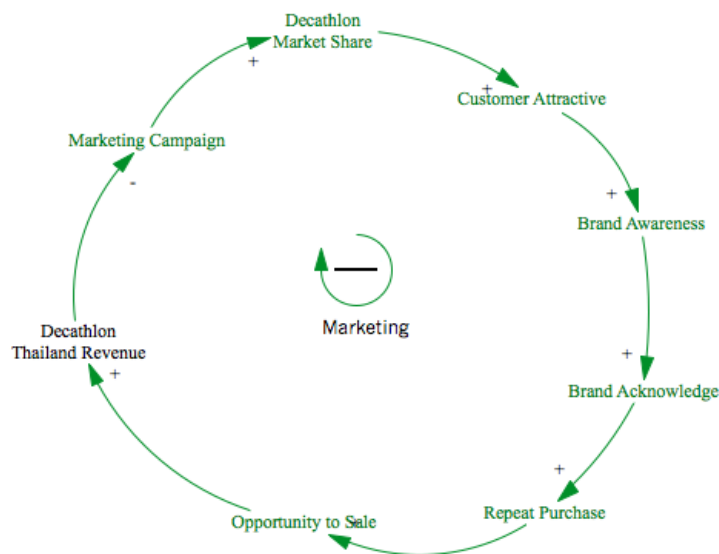 Decathlon
Market Share
+
+
Customer Attractive
Marketing Campaign
-
+
Brand Awareness
Marketing
Decathlon
Thailand Revenue
+
+
Brand Acknowledge
+
Repeat Purchase
Opportunity to Sale